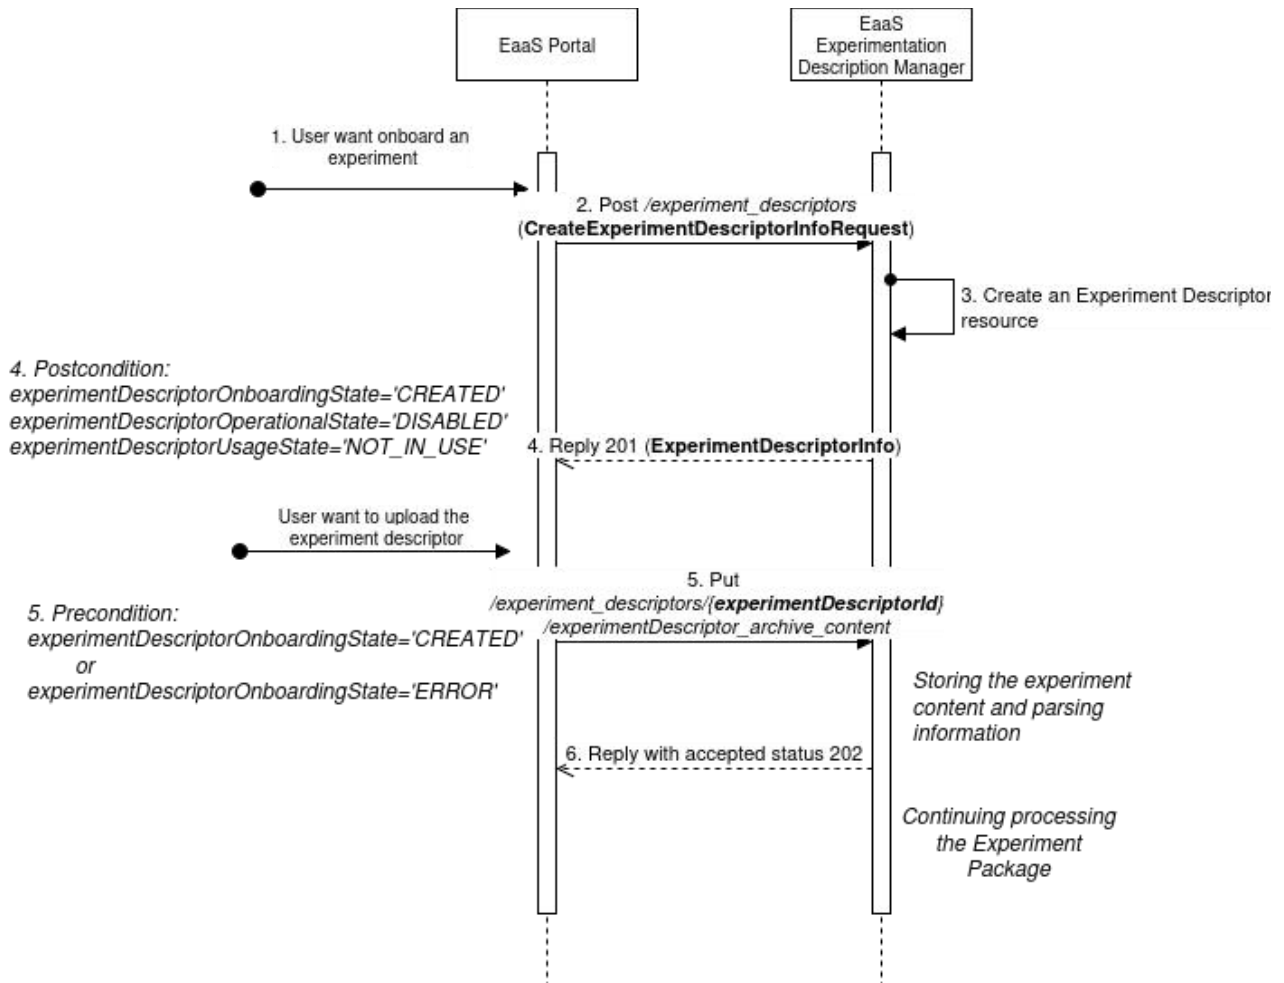 EaaS Portal
EaaS
Experimentation
Description Manager
1. User want onboard an
experiment
2. Post /experiment_descriptors
(CreateExperimentDescriptorInfoRequest)
3. Create an Experiment Descriptor
resource
4. Postcondition:
experimentDescriptorOnboardingState='CREATED'
experimentDescriptorOperationalState='DISABLED'
experimentDescriptorUsageState='NOT_IN_USE'
4. Reply 201 (ExperimentDescriptorInfo)
User want to upload the
experiment descriptor
5. Put
/experiment_descriptors/{experimentDescriptorId}
/experimentDescriptor_archive_content
5. Precondition:
experimentDescriptorOnboardingState='CREATED'
or
experimentDescriptorOnboardingState='ERROR'
Storing the experiment
content and parsing
information
6. Reply with accepted status 202
Continuing processing
the Experiment
Package